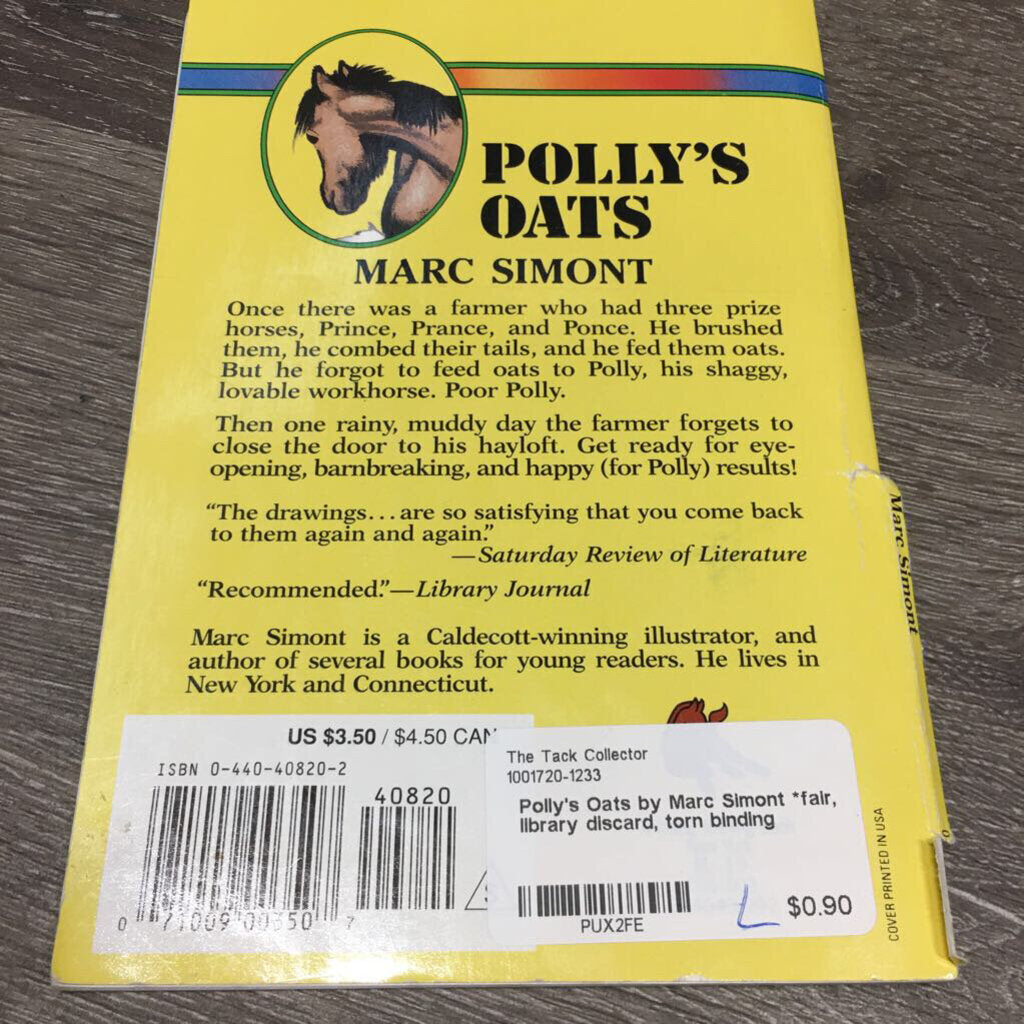 POLLY'S
OATS
MARC SIMONT
Once there was a farmer who had three prize
horses, Prince, Prance, and Ponce. He brushed
them, he combed their tails, and he fed them oats.
But he forgot to feed oats to Polly, his shaggy,
lovable workhorse. Poor Polly.
Then one rainy, muddy day the farmer forgets to
close the door to his hayloft. Get ready for eye-
opening, barnbreaking, and happy (for Polly) results!
“The drawings...are so satisfying that you come back
to them again and again.”
—Saturday Review of Literature
“Recommended.”—Library Journal
Marc Simont is a Caldecott-winning illustrator, and
author of several books for young readers. He lives in
New York and Connecticut.
US $3.50 / $4.50 CAN
ISBN 0-440-40820-2
40820
0 71009 00350 7
The Tack Collector
1001720-1233
Polly's Oats by Marc Simont *fair,
library discard, torn binding
PUX2FE
L
$0.90
COVER PRINTED IN USA
Marc Simont